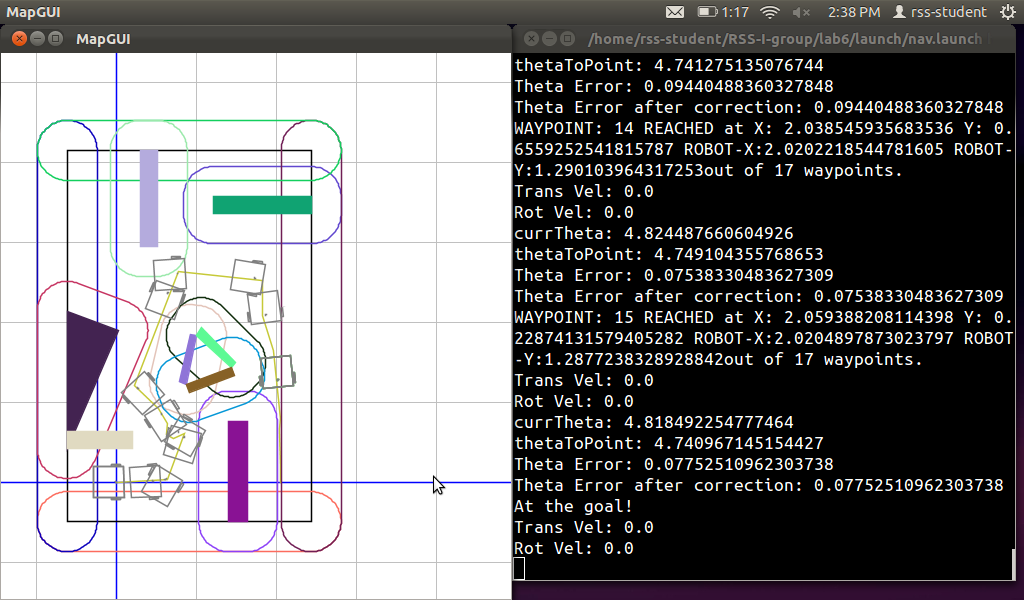 MapGUI
1:17
2:38 PM
rss-student
MapGUI
/home/rss-student/RSS-I-group/lab6/launch/nav.launch
thetaToPoint: 4.741275135076744
Theta Error: 0.09440488360327848
Theta Error after correction: 0.09440488360327848
WAYPOINT: 14 REACHED at X: 2.038545935683536 Y: 0.
6559252541815787 ROBOT-X:2.0202218544781605 ROBOT-
Y:1.290103964317253out of 17 waypoints.
Trans Vel: 0.0
Rot Vel: 0.0
currTheta: 4.824487660604926
thetaToPoint: 4.749104355768653
Theta Error: 0.07538330483627309
Theta Error after correction: 0.07538330483627309
WAYPOINT: 15 REACHED at X: 2.059388208114398 Y: 0.
22874131579405282 ROBOT-X:2.0204897873023797 ROBOT
-Y:1.2877238328928842out of 17 waypoints.
Trans Vel: 0.0
Rot Vel: 0.0
currTheta: 4.818492254777464
thetaToPoint: 4.740967145154427
Theta Error: 0.07752510962303738
Theta Error after correction: 0.07752510962303738
At the goal!
Trans Vel: 0.0
Rot Vel: 0.0